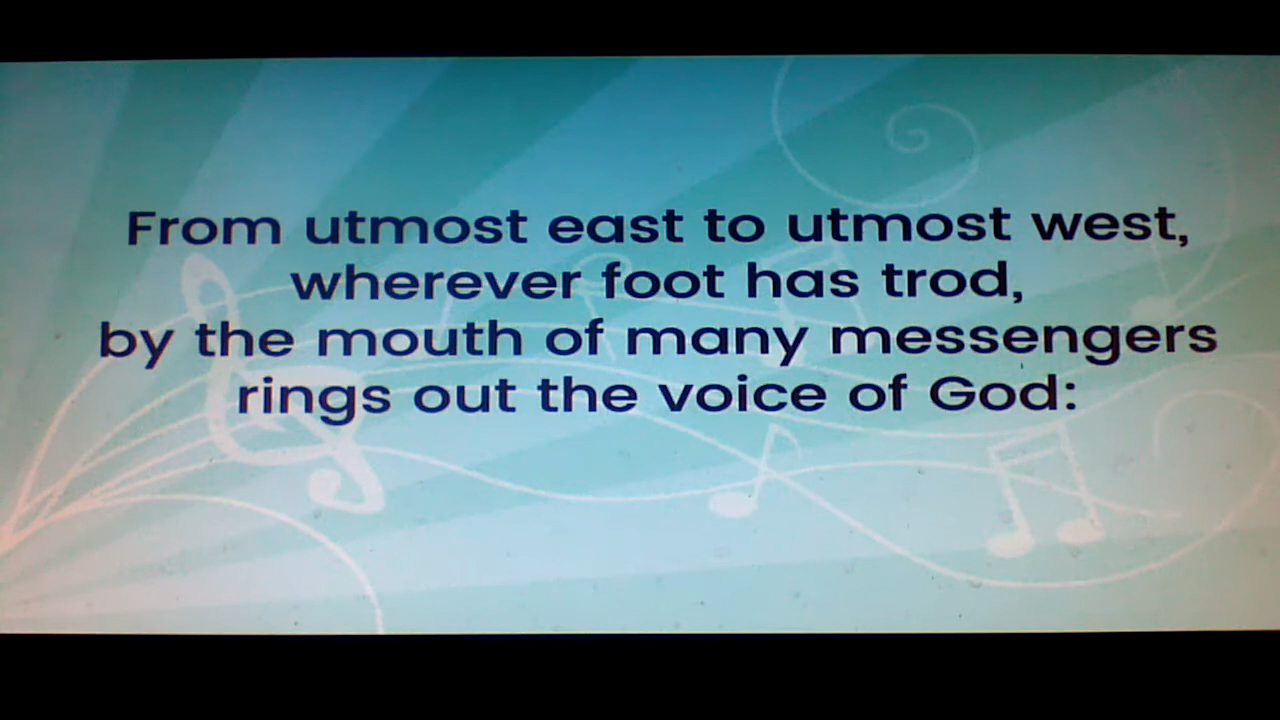 From utmost east to utmost west,
wherever foot has trod,
by the mouth of many messengers
rings out the voice of God: